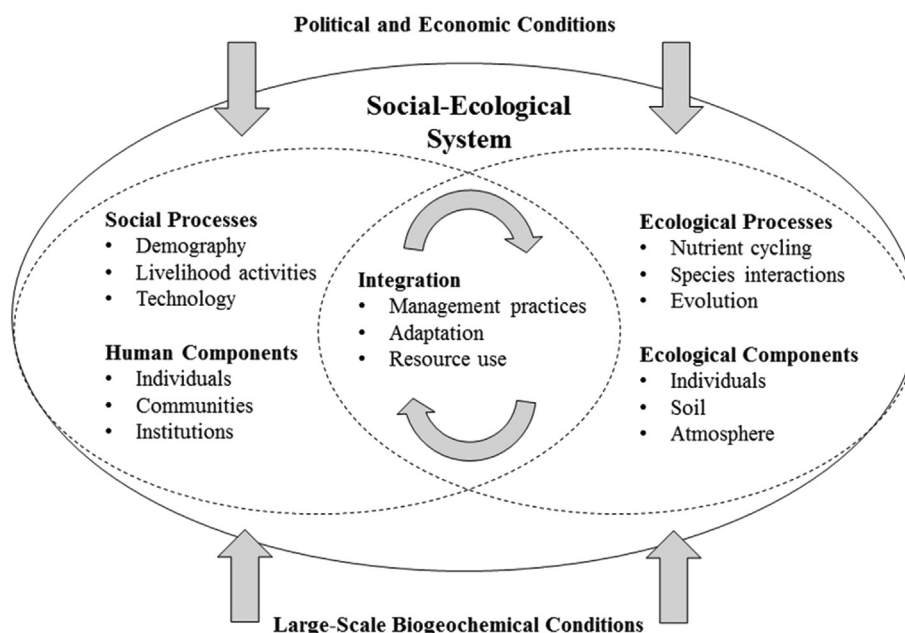 Political and Economic Conditions
Social-Ecological
System
Social Processes
• Demography
• Livelihood activities
• Technology
Human Components
• Individuals
• Communities
• Institutions
Integration
• Management practices
• Adaptation
• Resource use
Ecological Processes
• Nutrient cycling
• Species interactions
• Evolution
Ecological Components
• Individuals
• Soil
• Atmosphere
Large-Scale Biogeochemical Conditions